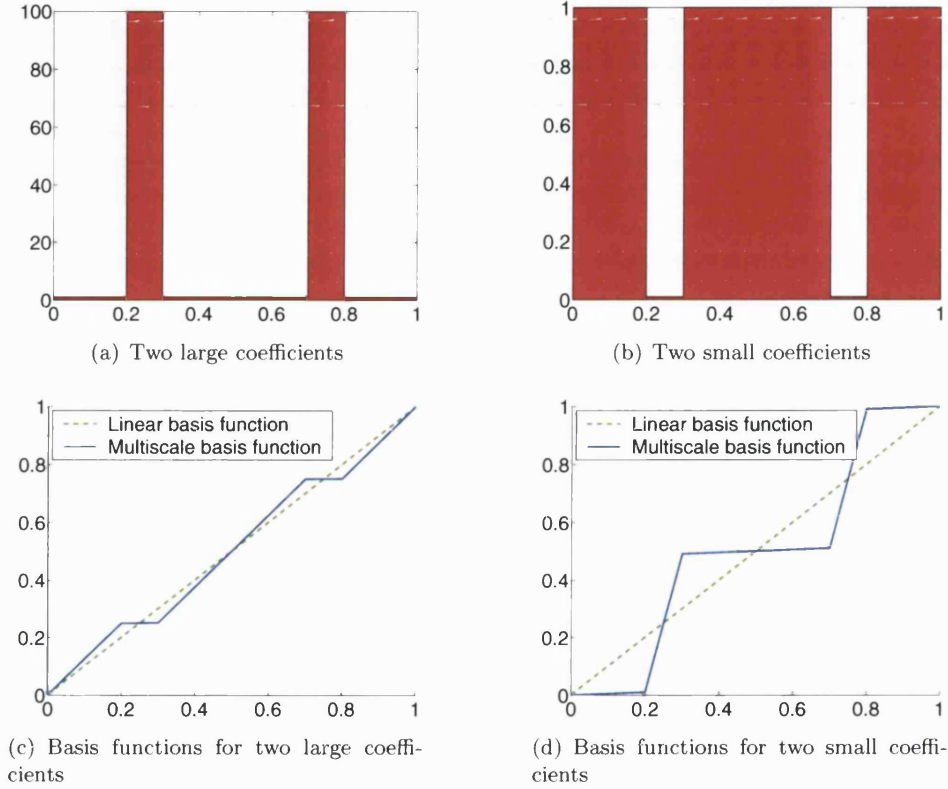 100
80
60
40
20
0
0 0.2 0.4 0.6 0.8 1
(a) Two large coefficients
1
0.8
0.6
0.4
0.2
0
0 0.2 0.4 0.6 0.8 1
(b) Two small coefficients
1
0.8
0.6
0.4
0.2
0
Linear basis function
Multiscale basis function
0 0.2 0.4 0.6 0.8 1
(c) Basis functions for two large coeffi-
cients
1
0.8
0.6
0.4
0.2
0
Linear basis function
Multiscale basis function
0 0.2 0.4 0.6 0.8 1
(d) Basis functions for two small coeffi-
cients